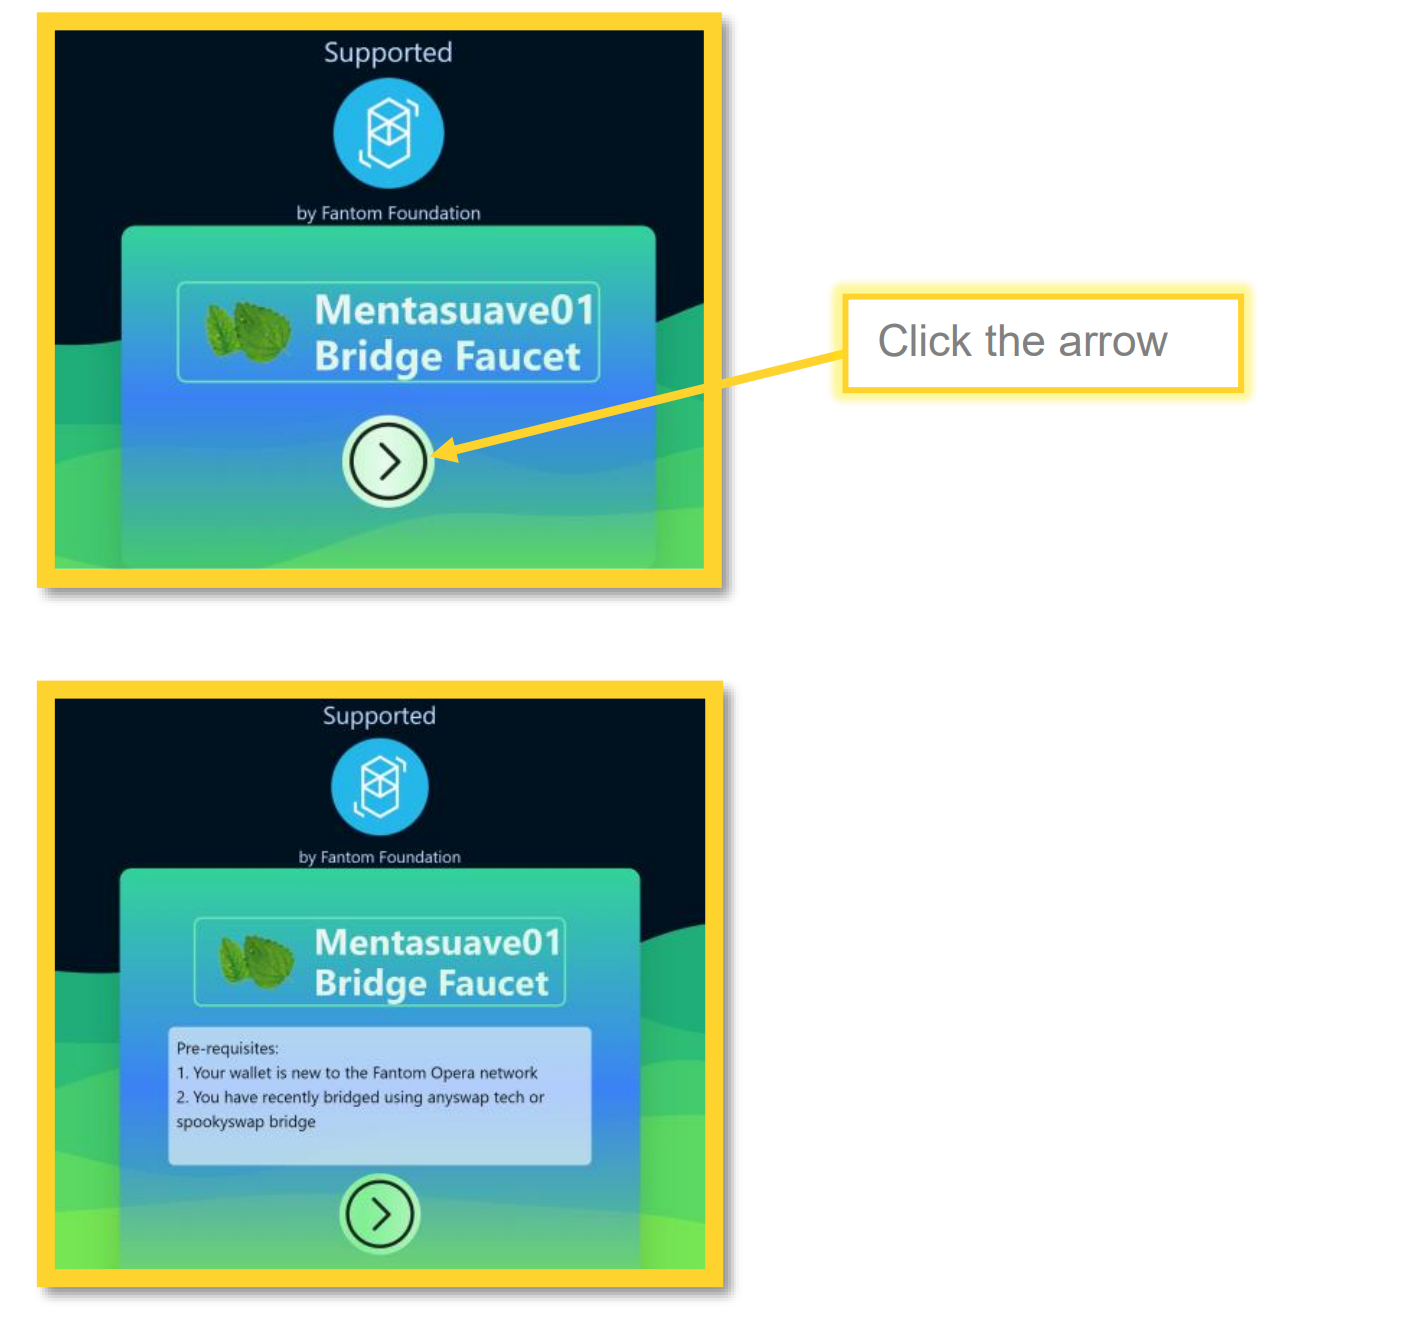 Supported
by Fantom Foundation
Mentasuave01
Bridge Faucet
Click the arrow
Supported
by Fantom Foundation
Mentasuave01
Bridge Faucet
Pre-requisites:
1. Your wallet is new to the Fantom Opera network
2. You have recently bridged using anyswap tech or
spookyswap bridge